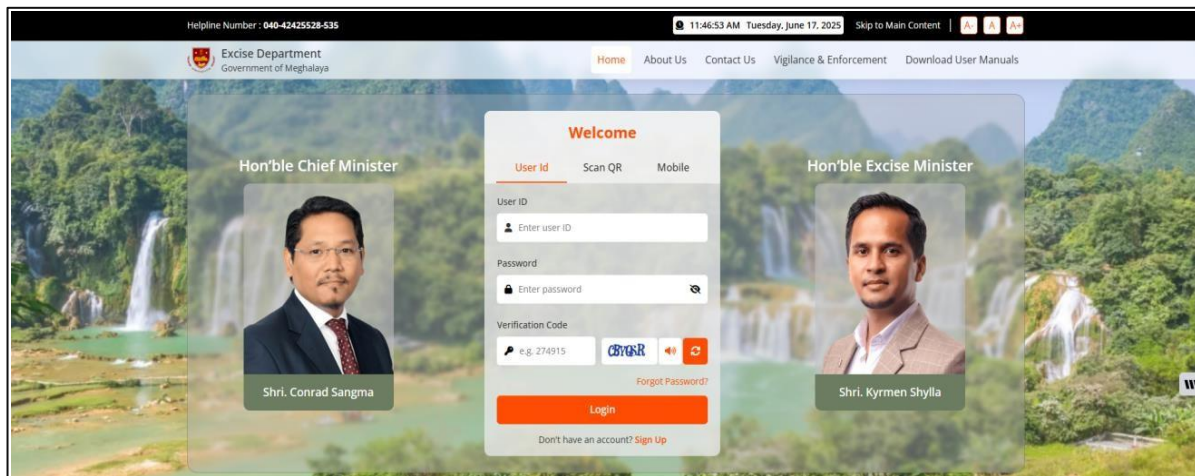 Helpline Number : 040-42425528-535
11:46:53 AM Tuesday, June 17, 2025 Skip to Main Content | A- A A+
Excise Department
Government of Meghalaya
Home About Us Contact Us Vigilance & Enforcement Download User Manuals
Welcome
Hon'ble Chief Minister
Hon'ble Excise Minister
User Id Scan QR Mobile
User ID
Enter user ID
Password
Enter password
Verification Code
e.g. 274915
Forgot Password?
Shri. Conrad Sangma
Shri. Kyrmen Shylla
Login
Don't have an account? Sign Up